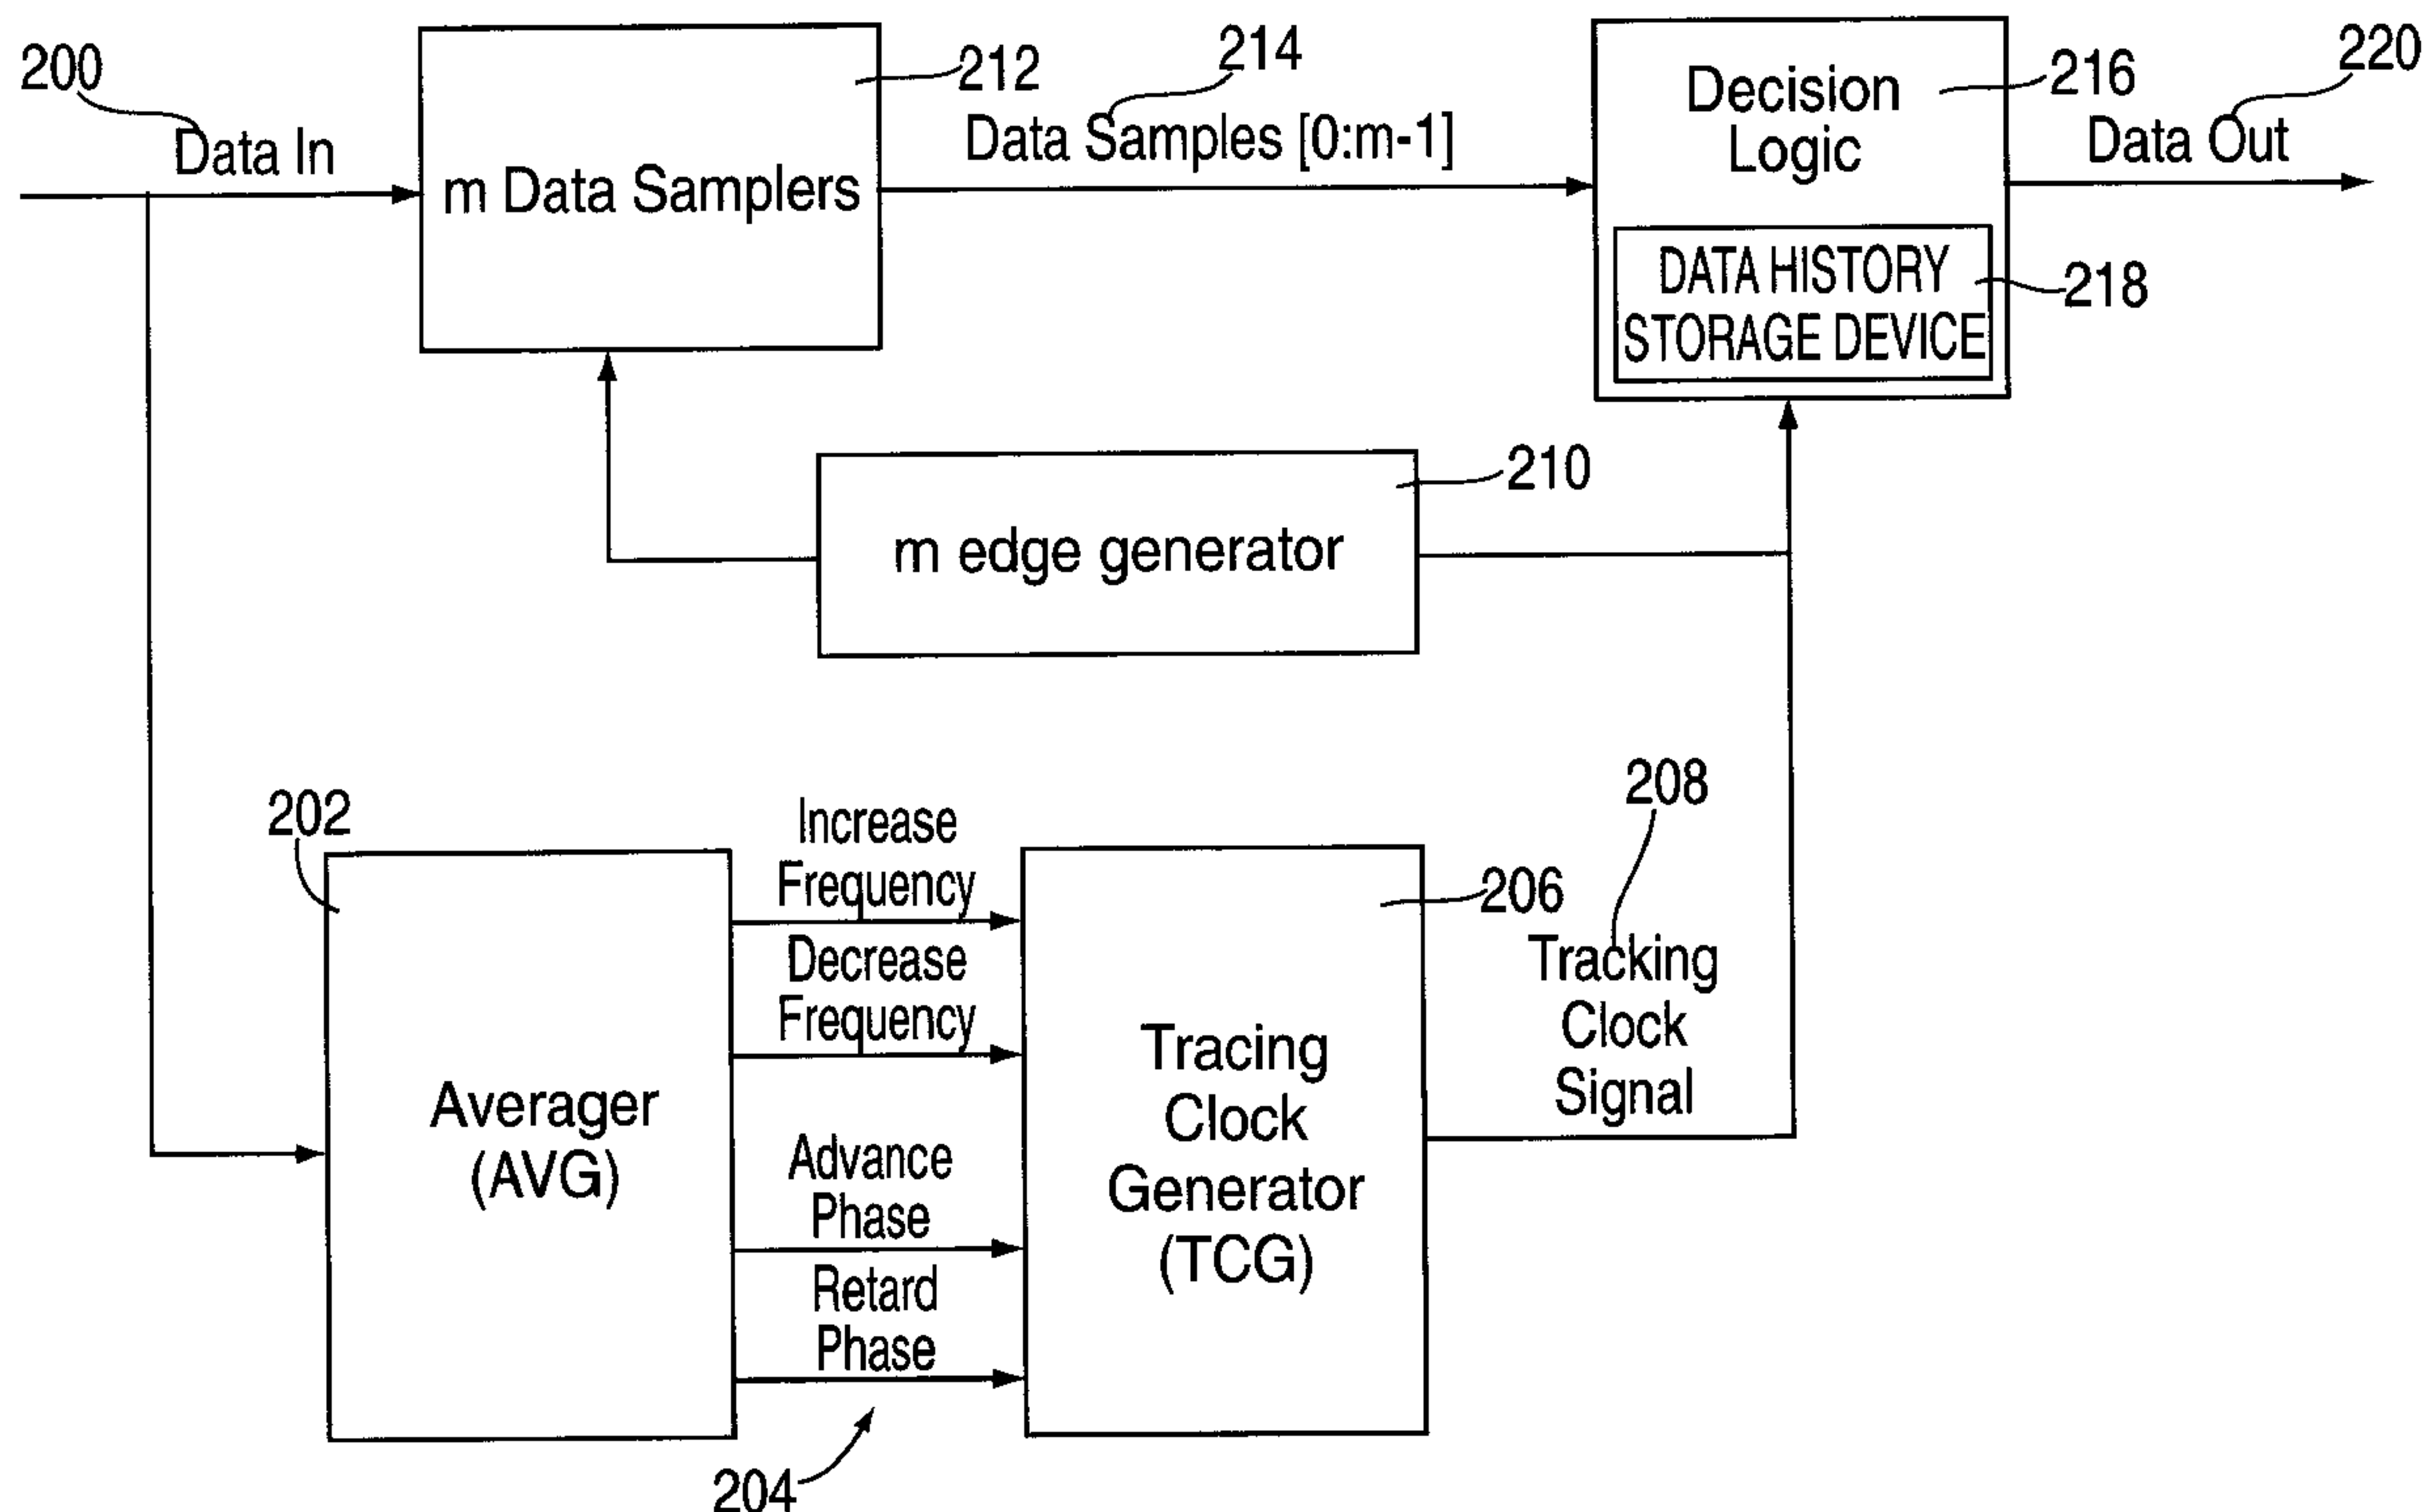 200
Data In
m Data Samplers
212
214
Data Samples [0:m-1]
Decision
Logic
216
220
Data Out
DATA HISTORY
STORAGE DEVICE
218
m edge generator
210
202
Averager
(AVG)
Increase
Frequency
Decrease
Frequency
Advance
Phase
Retard
Phase
204
Tracing
Clock
Generator
(TCG)
206
208
Tracking
Clock
Signal